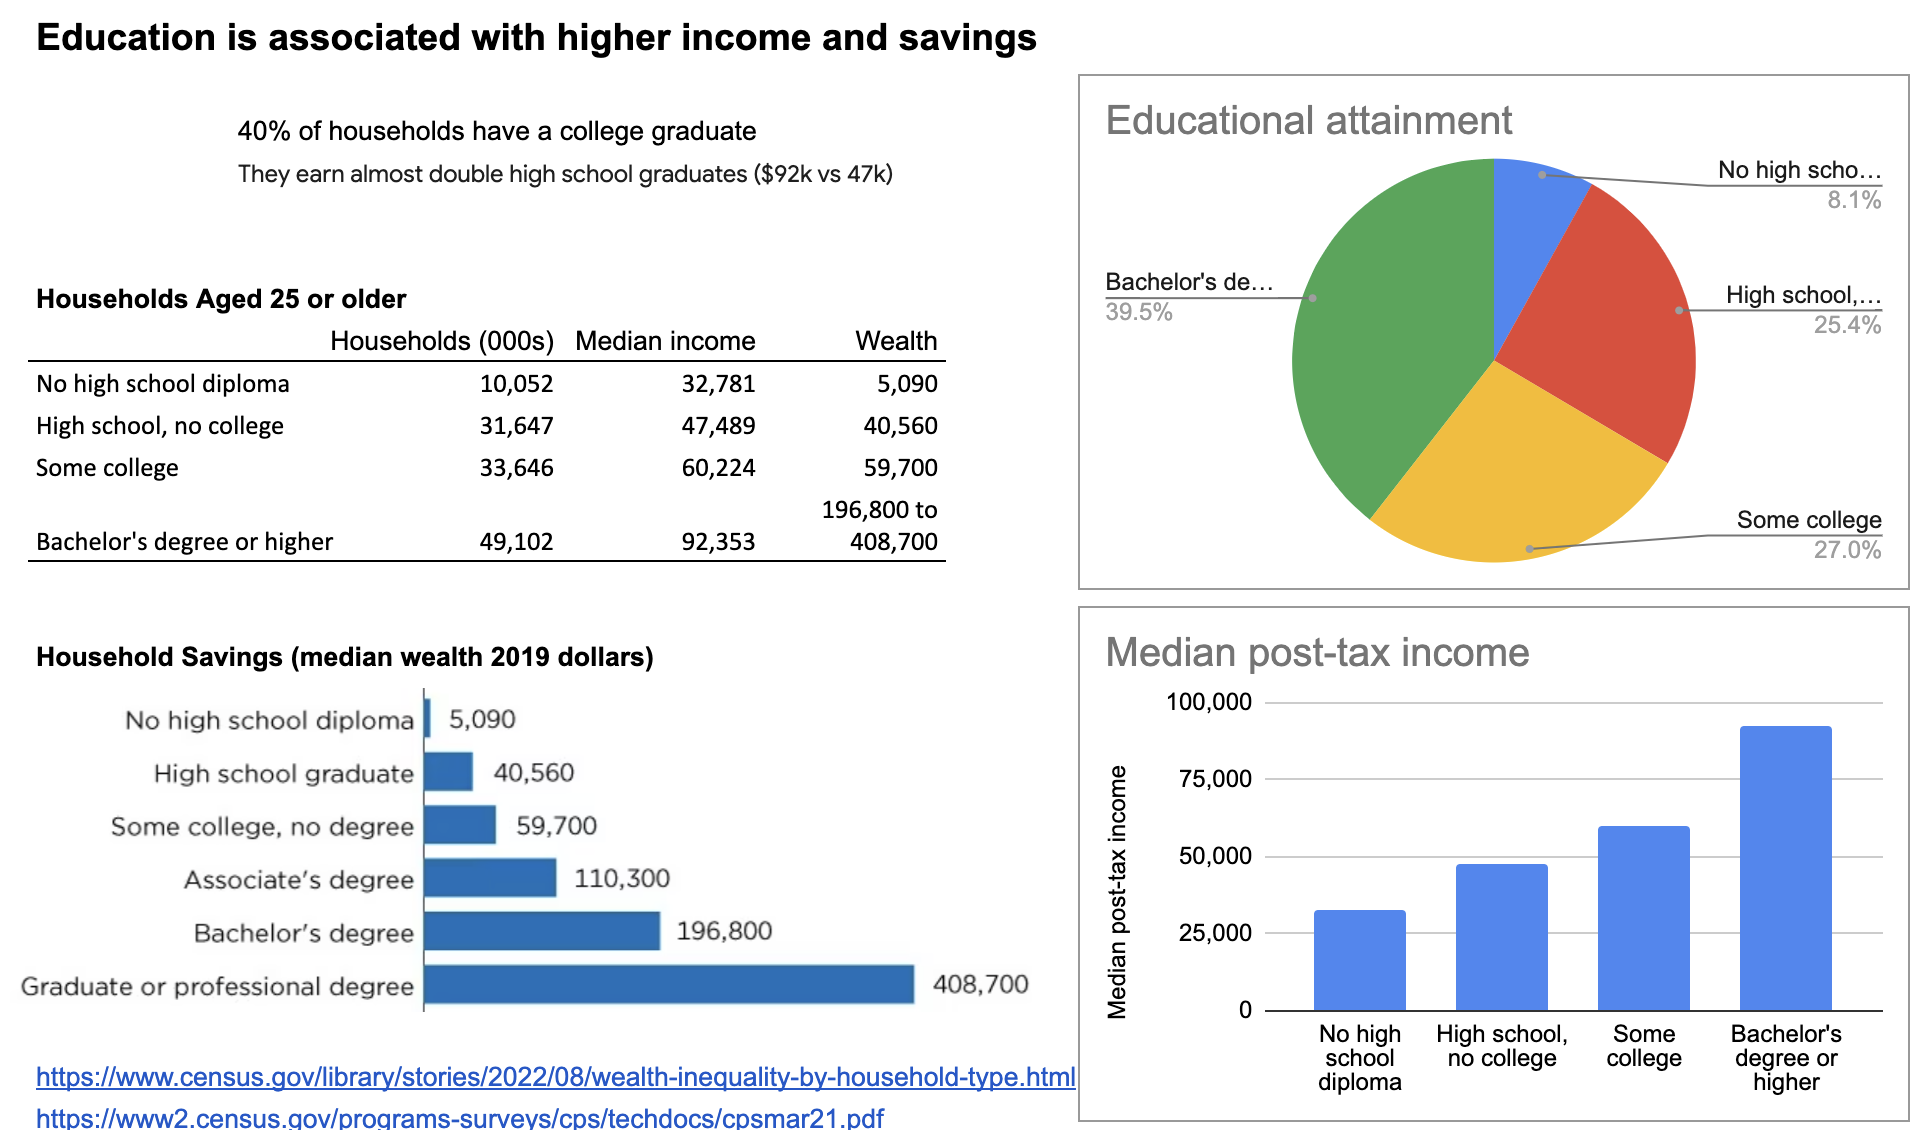 Education is associated with higher income and savings
40% of households have a college graduate
They earn almost double high school graduates ($92k vs 47k)
Households Aged 25 or older
Households (000s) Median income Wealth
No high school diploma 10,052 32,781 5,090
High school, no college 31,647 47,489 40,560
Some college 33,646 60,224 59,700
196,800 to
Bachelor's degree or higher 49,102 92,353 408,700
Household Savings (median wealth 2019 dollars)
No high school diploma 5,090
High school graduate 40,560
Some college, no degree 59,700
Associate's degree 110,300
Bachelor's degree 196,800
Graduate or professional degree 408,700
https://www.census.gov/library/stories/2022/08/wealth-inequality-by-household-type.html
https://www2.census.gov/programs-surveys/cps/techdocs/cpsmar21.pdf
Educational attainment
No high scho...
8.1%
Bachelor's de...
39.5%
High school,...
25.4%
Some college
27.0%
Median post-tax income
Median post-tax income
100,000
75,000
50,000
25,000
0
No high school diploma
High school, no college
Some college
Bachelor's degree or higher